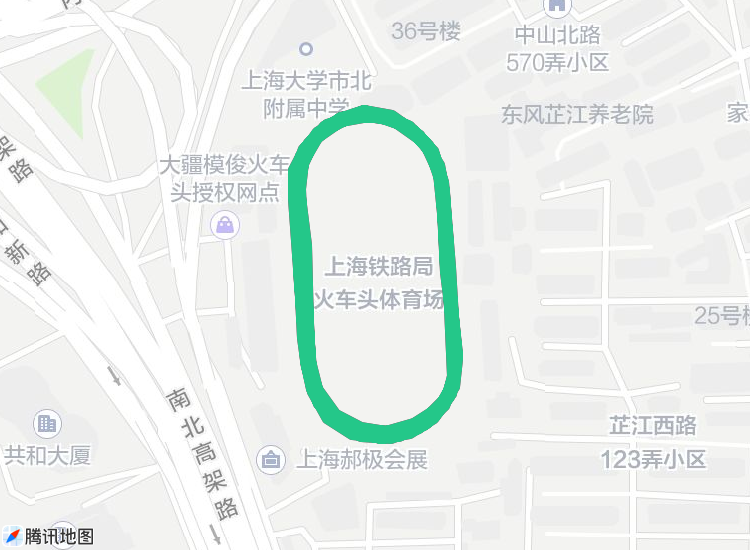 36号楼
中山北路
570弄小区
上海大学市北
附属中学
东风芷江养老院
家
大疆模俊火车
头授权网点
架路
新路
上海铁路局
火车头体育场
25号楼
南北高架路
芷江西路
123弄小区
共和大厦
上海郝极会展
腾讯地图